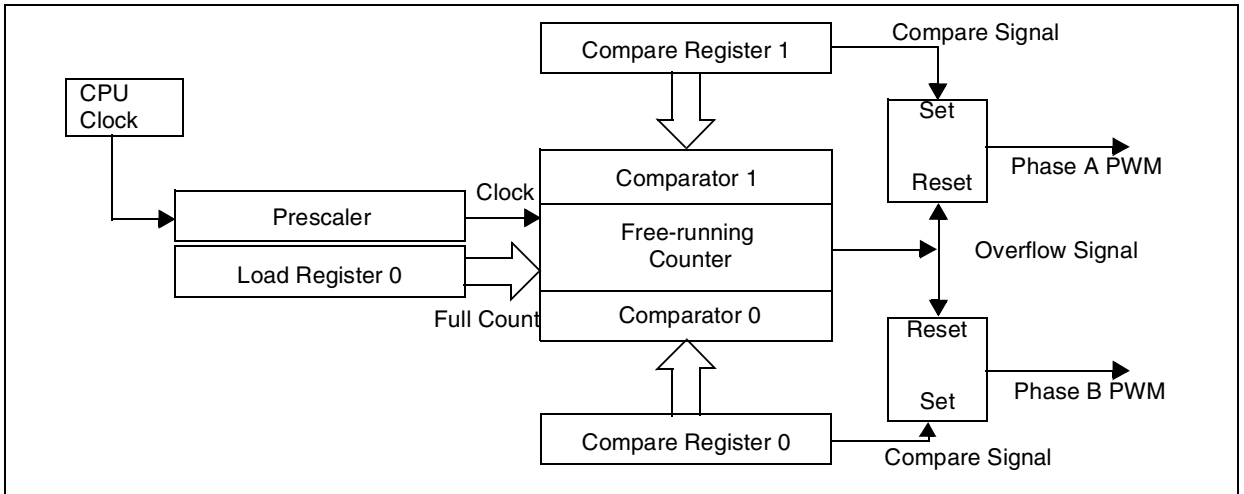 Compare Register 1
Compare Signal
CPU
Clock
Set
Reset
Phase A PWM
Comparator 1
Clock
Prescaler
Free-running
Counter
Overflow Signal
Load Register 0
Full Count
Comparator 0
Reset
Set
Phase B PWM
Compare Register 0
Compare Signal